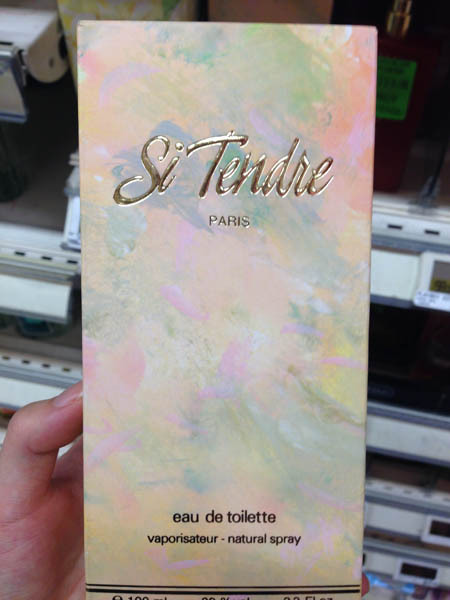 Si Tendre
PARIS
eau de toilette
vaporisateur - natural spray